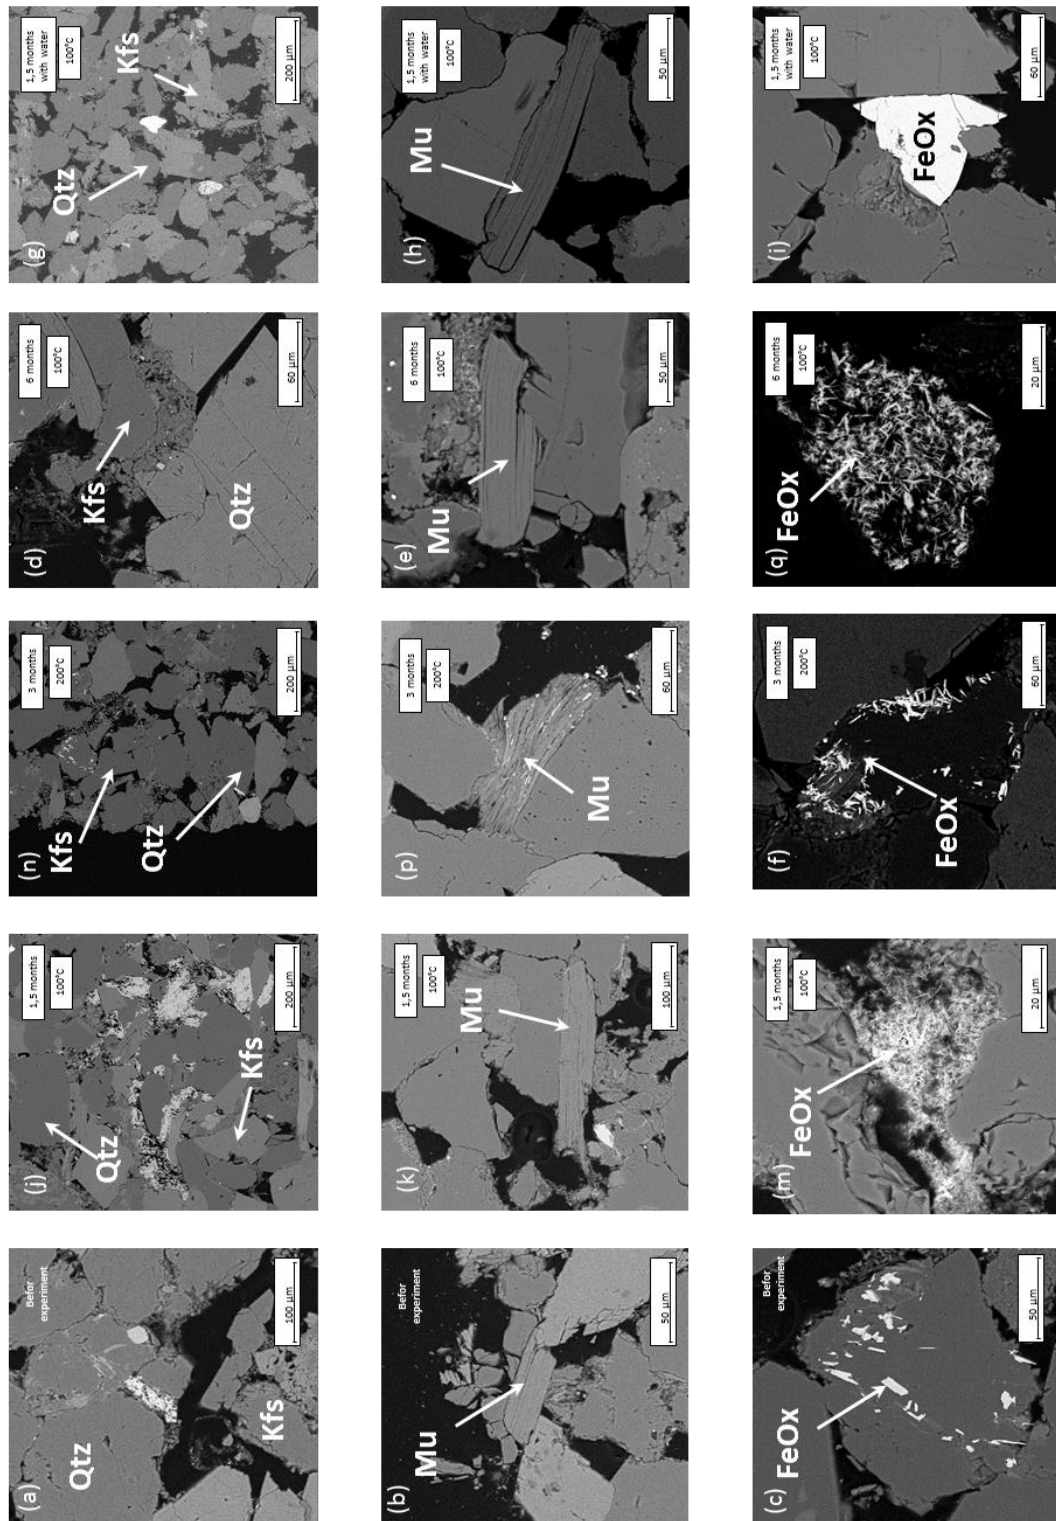 (a)
Befor
experiment
Qtz
Kfs
100 µm
(j)
1,5 months
100°C
Qtz
Kfs
200 µm
(n)
3 months
200°C
Kfs
Qtz
200 µm
(d)
6 months
100°C
Kfs
Qtz
60 µm
(g)
1,5 months
with water
100°C
Qtz
Kfs
200 µm
(b)
Befor
experiment
Mu
50 µm
(k)
1,5 months
100°C
Mu
100 µm
(p)
3 months
200°C
Mu
60 µm
(e)
6 months
100°C
Mu
50 µm
(h)
1,5 months
with water
100°C
Mu
50 µm
(c)
Befor
experiment
FeOx
50 µm
(m)
1,5 months
100°C
FeOx
20 µm
(f)
3 months
200°C
FeOx
60 µm
(q)
6 months
100°C
FeOx
20 µm
(i)
1,5 months
with water
100°C
FeOx
60 µm